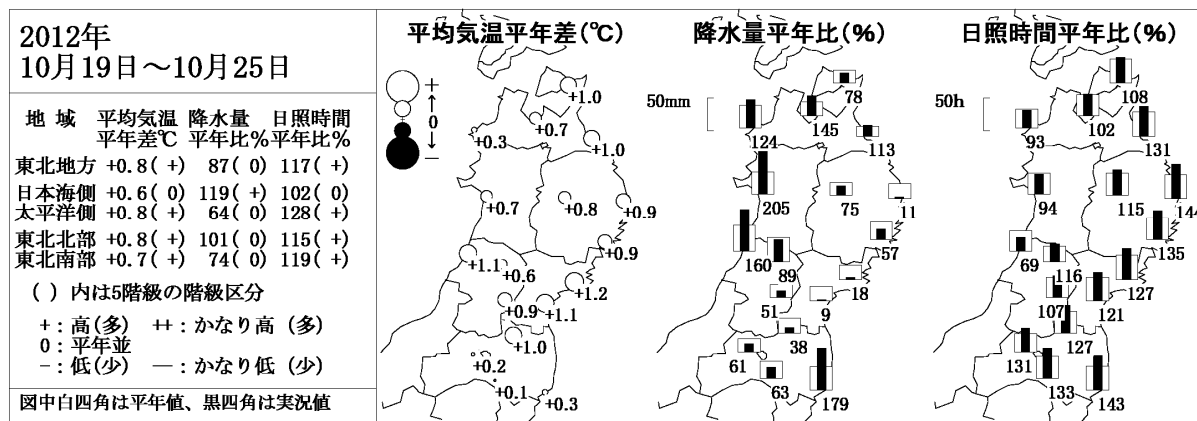 2012年
10月19日～10月25日
地 域 平均気温 降水量 日照時間
平年差℃ 平年比% 平年比%
東北地方 +0.8( +) 87( 0) 117( +)
日本海側 +0.6( 0) 119( +) 102( 0)
太平洋側 +0.8( +) 64( 0) 128( +)
東北北部 +0.8( +) 101( 0) 115( +)
東北南部 +0.7( +) 74( 0) 119( +)
( ) 内は5階級の階級区分
+：高(多) ++：かなり高 (多)
0：平年並
-：低(少) --：かなり低 (少)
図中白四角は平年値、黒四角は実況値
平均気温平年差(℃)
+
↑
0
↓
-
+1.0
+0.7
+0.3
+1.0
+0.7
+0.8
+0.9
+0.9
+1.1
+0.6
+1.2
+0.9
+1.1
+1.0
+0.2
+0.1
+0.3
降水量平年比(%)
50mm
78
145
124
113
205
75
11
57
160
89
18
51
9
38
61
63
179
日照時間平年比(%)
50h
108
102
93
131
94
115
144
135
69
116
127
107
121
127
131
133
143